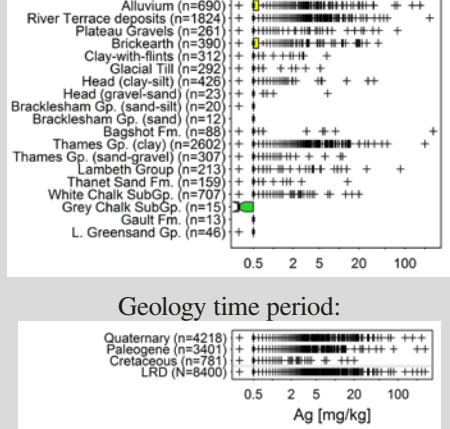 Alluvium (n=690)
River Terrace deposits (n=1824)
Plateau Gravels (n=261)
Brickearth (n=390)
Clay-with-flints (n=312)
Glacial Till (n=292)
Head (clay-silt) (n=426)
Head (gravel-sand) (n=23)
Bracklesham Gp. (sand-silt) (n=20)
Bracklesham Gp. (sand) (n=12)
Bagshot Fm. (n=88)
Thames Gp. (clay) (n=2602)
Thames Gp. (sand-gravel) (n=307)
Lambeth Group (n=213)
Thanet Sand Fm. (n=159)
White Chalk SubGp. (n=707)
Grey Chalk SubGp. (n=15)
Gault Fm. (n=13)
L. Greensand Gp. (n=46)
0.5 2 5 20 100
Geology time period:
Quaternary (n=4218)
Paleogene (n=3401)
Cretaceous (n=781)
LRD (N=8400)
0.5 2 5 20 100
Ag [mg/kg]